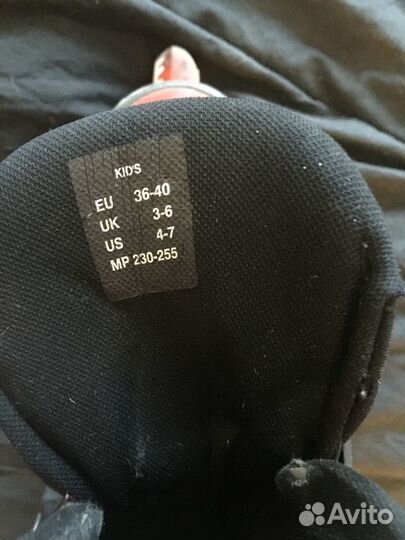 KID'S
EU 36-40
UK 3-6
US 4-7
MP 230-255
Avito